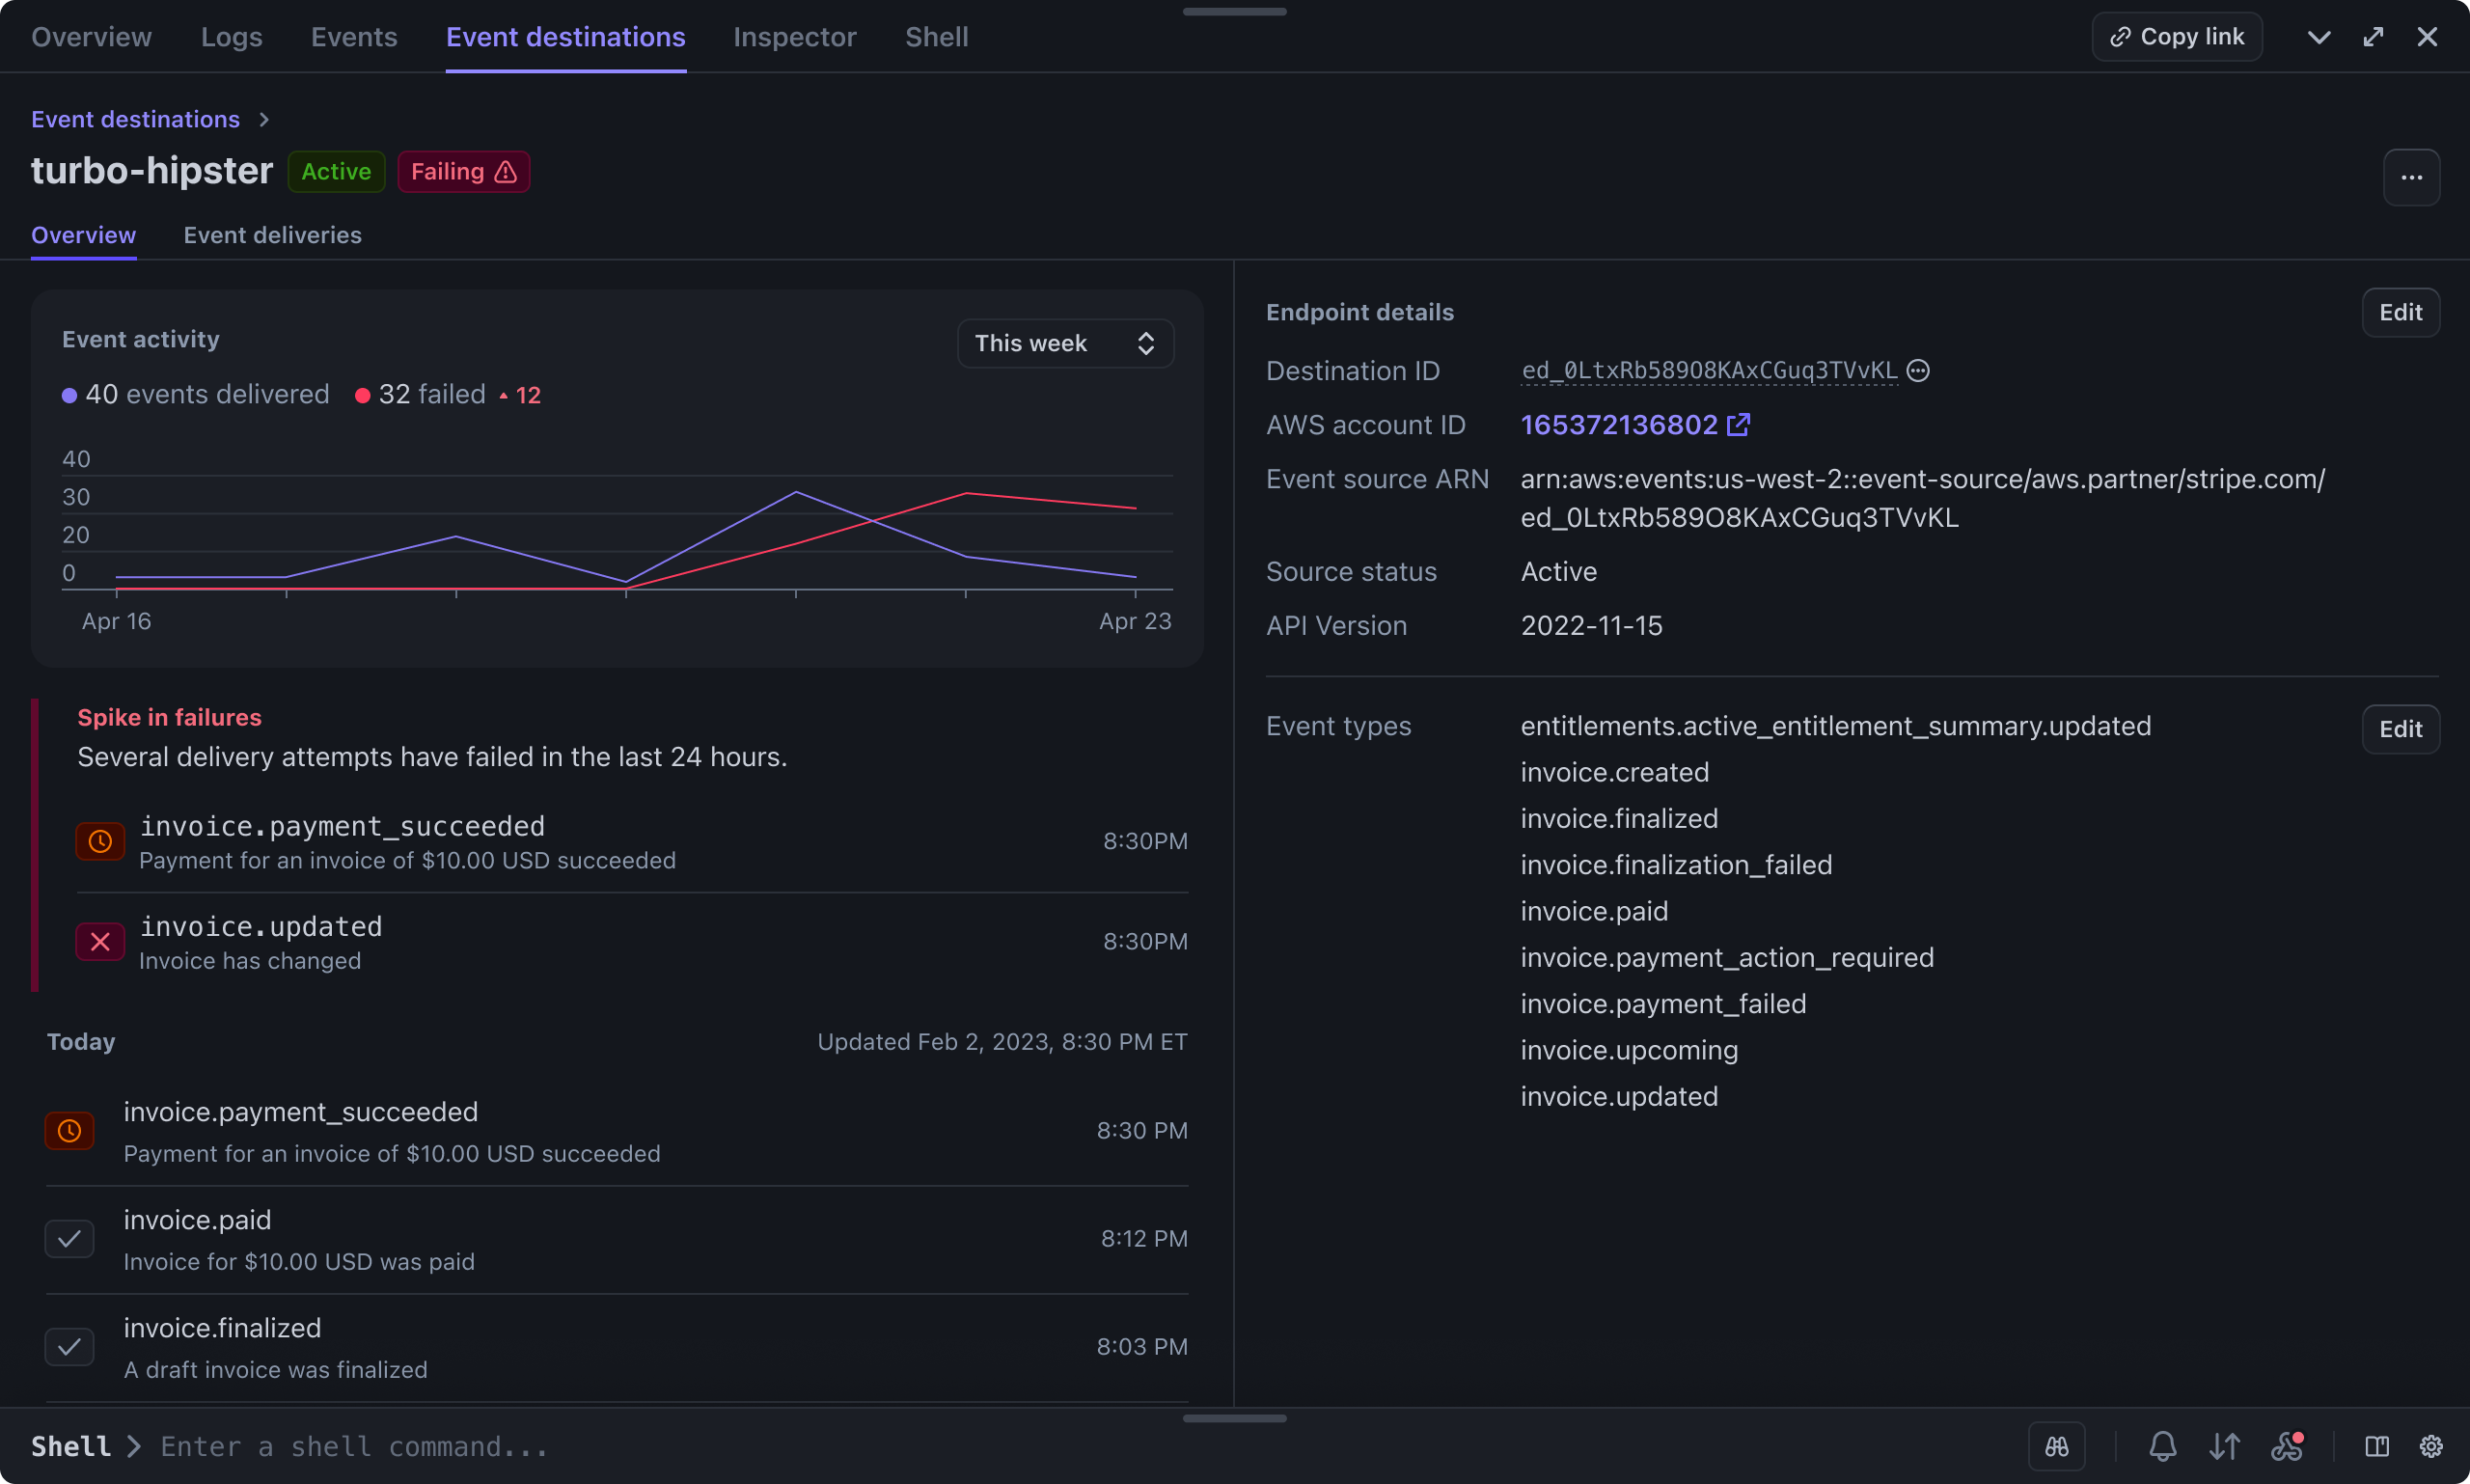 Overview Logs Events Event destinations Inspector Shell Copy link
Event destinations
turbo-hipster Active Failing
Overview Event deliveries
Event activity
This week
40 events delivered 32 failed 12
40
30
20
0
Apr 16 Apr 23
Spike in failures
Several delivery attempts have failed in the last 24 hours.
invoice.payment_succeeded
Payment for an invoice of $10.00 USD succeeded
8:30PM
invoice.updated
Invoice has changed
8:30PM
Today Updated Feb 2, 2023, 8:30 PM ET
invoice.payment_succeeded
Payment for an invoice of $10.00 USD succeeded
8:30 PM
invoice.paid
Invoice for $10.00 USD was paid
8:12 PM
invoice.finalized
A draft invoice was finalized
8:03 PM
Endpoint details Edit
Destination ID ed_0LtxRb589O8KAxCGuq3TVvKL
AWS account ID 165372136802
Event source ARN arn:aws:events:us-west-2::event-source/aws.partner/stripe.com/
ed_0LtxRb589O8KAxCGuq3TVvKL
Source status Active
API Version 2022-11-15
Event types entitlements.active_entitlement_summary.updated Edit
invoice.created
invoice.finalized
invoice.finalization_failed
invoice.paid
invoice.payment_action_required
invoice.payment_failed
invoice.upcoming
invoice.updated
Shell Enter a shell command...